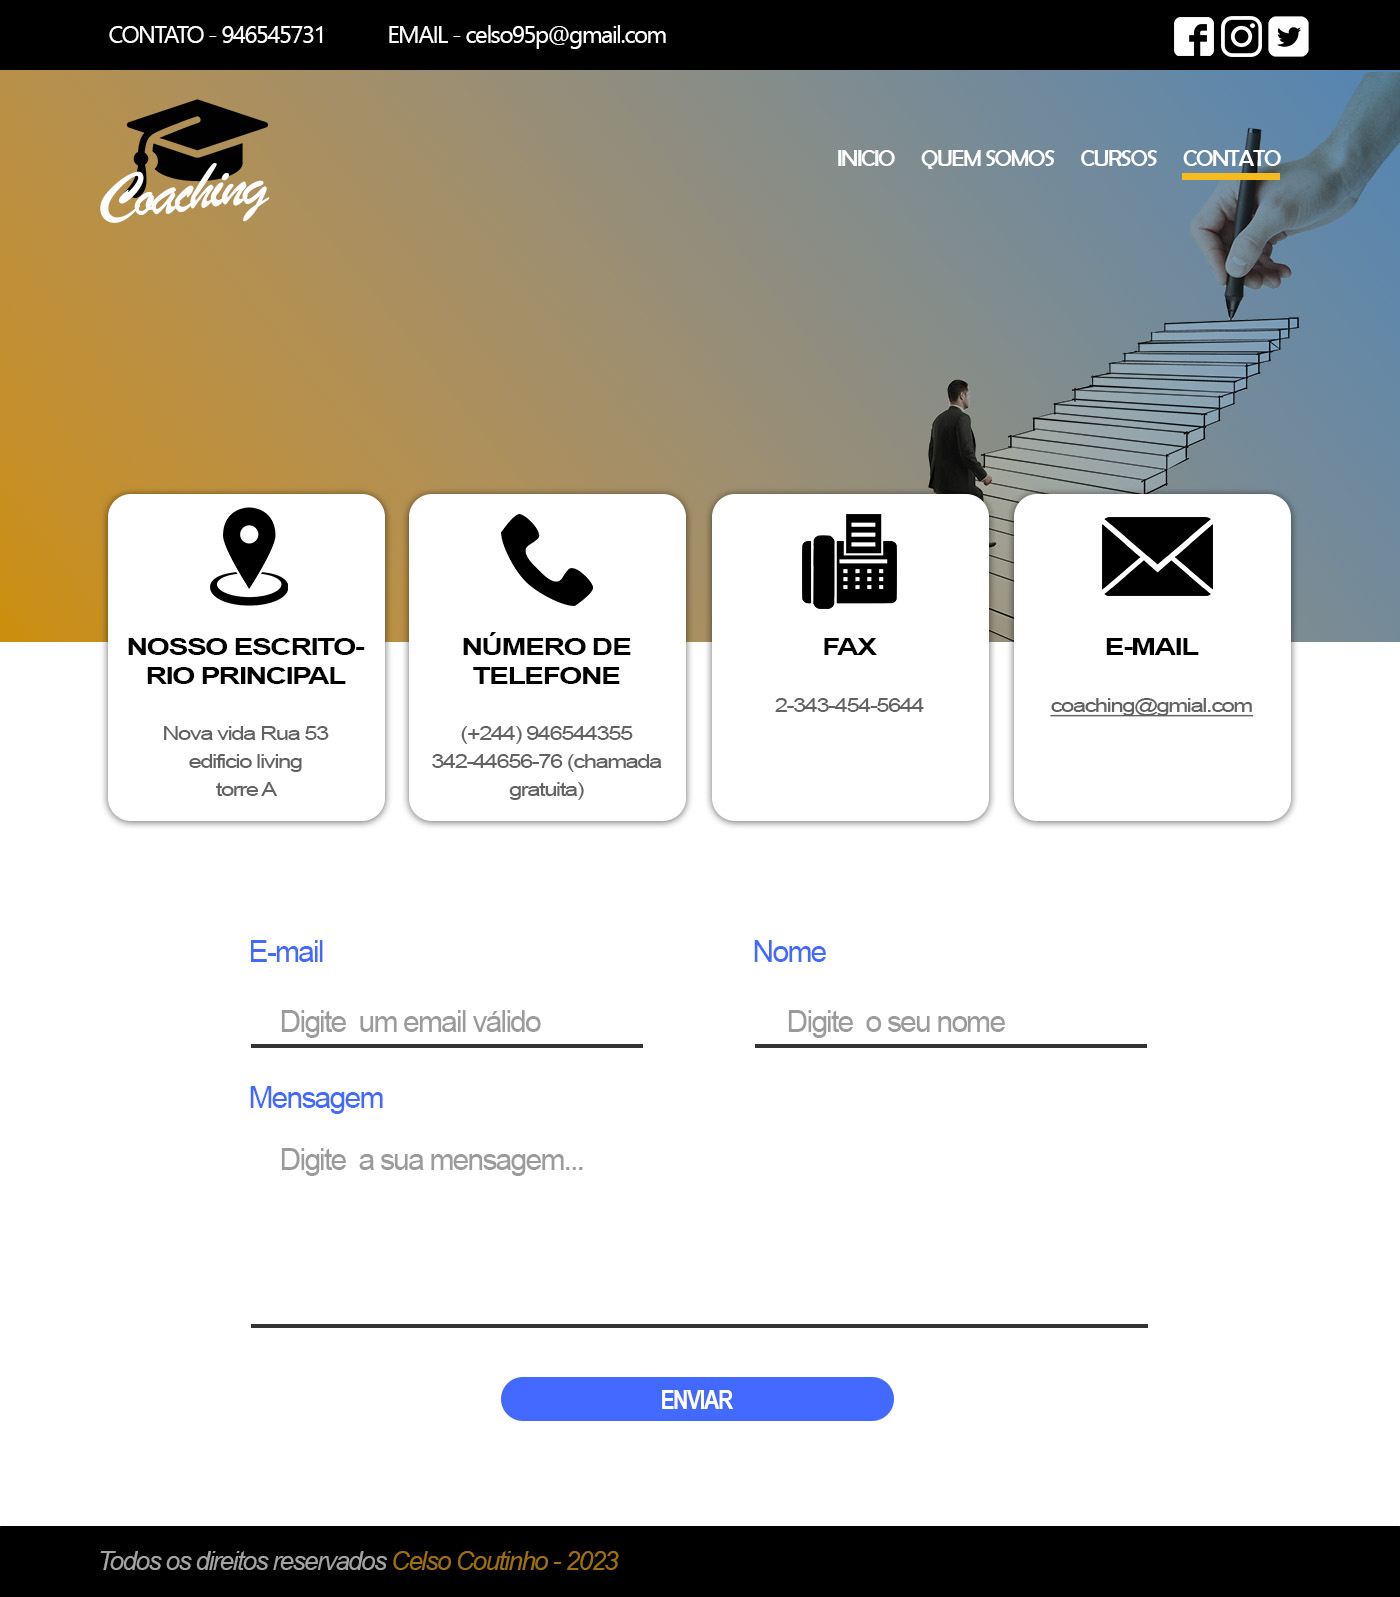 CONTATO - 946545731 EMAIL - celso95p@gmail.com
Coaching
INICIO QUEM SOMOS CURSOS CONTATO
NOSSO ESCRITO-
RIO PRINCIPAL
Nova vida Rua 53
edificio living
torre A
NÚMERO DE
TELEFONE
(+244) 946544355
342-44656-76 (chamada
gratuita)
FAX
2-343-454-5644
E-MAIL
coaching@gmial.com
E-mail
Digite um email válido
Nome
Digite o seu nome
Mensagem
Digite a sua mensagem...
ENVIAR
Todos os direitos reservados Celso Coutinho - 2023